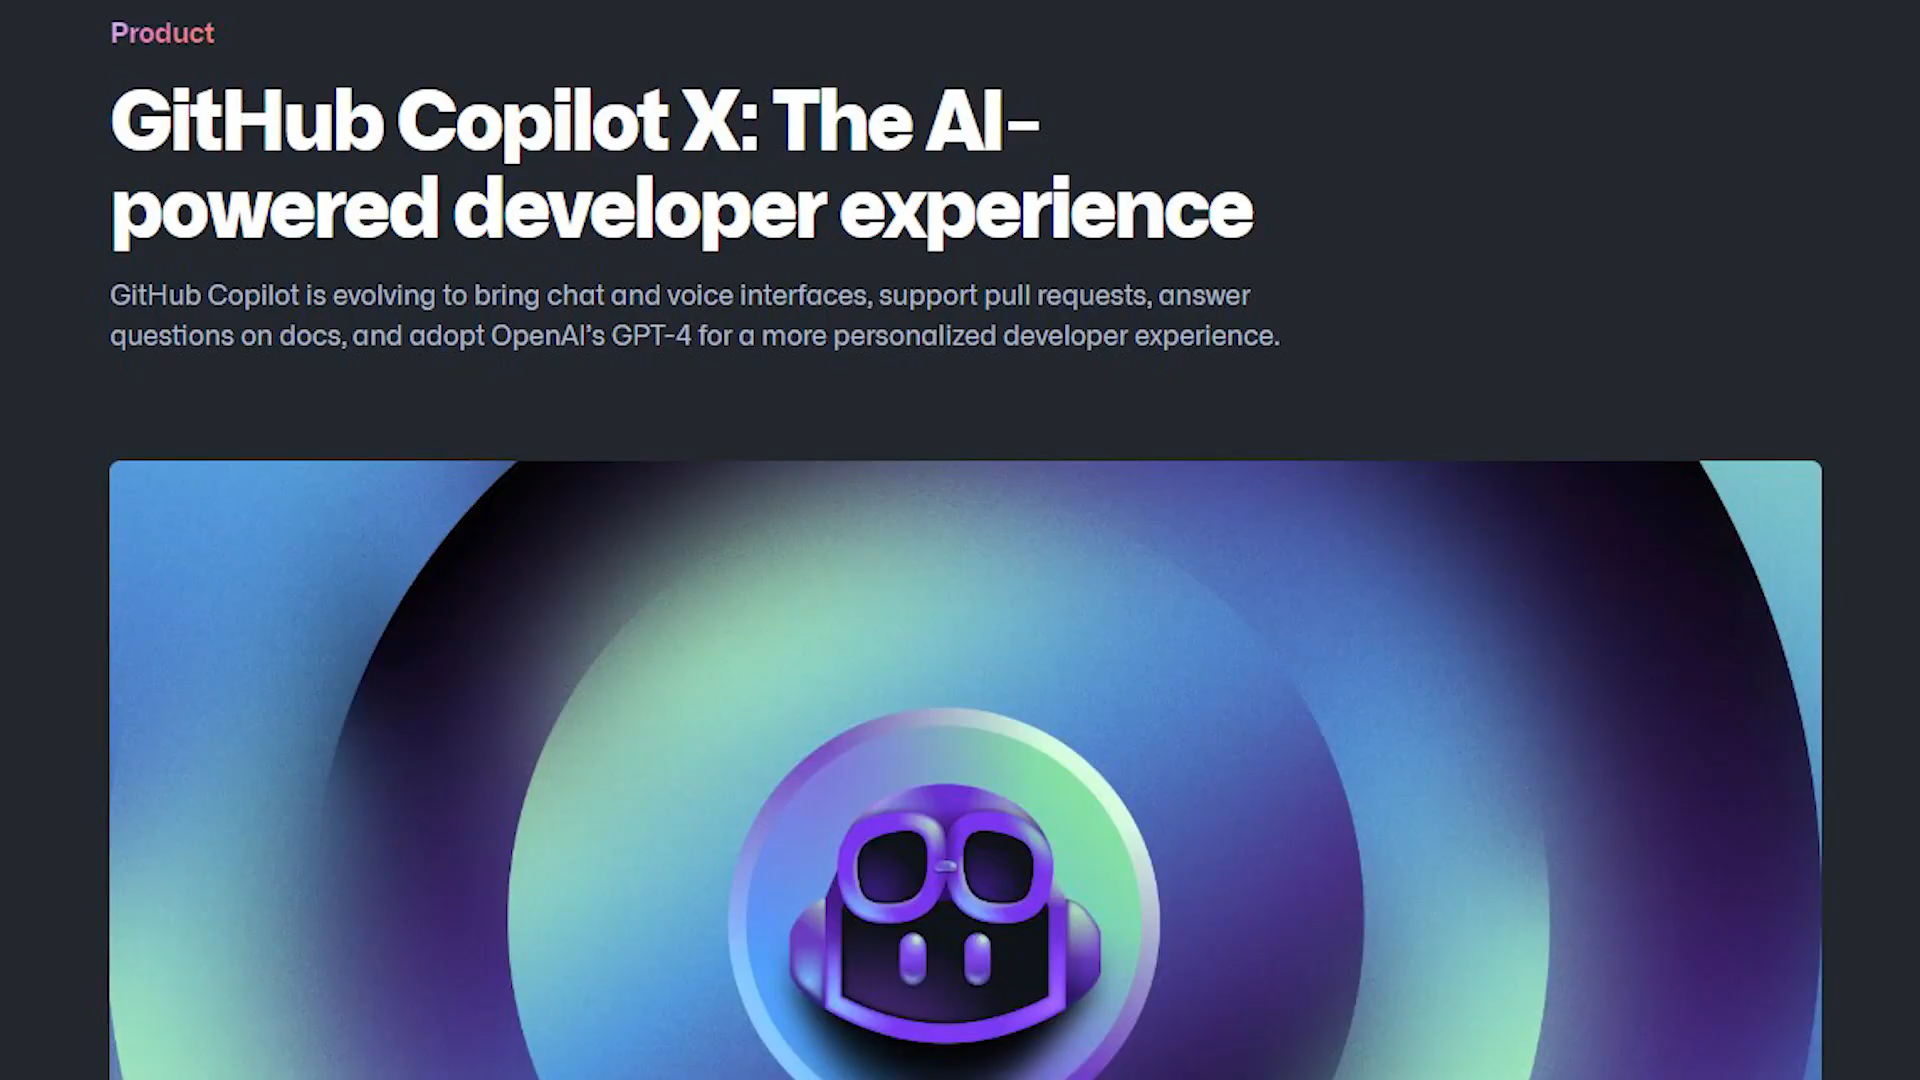 Product
GitHub Copilot X: The AI-
powered developer experience
GitHub Copilot is evolving to bring chat and voice interfaces, support pull requests, answer
questions on docs, and adopt OpenAI’s GPT-4 for a more personalized developer experience.